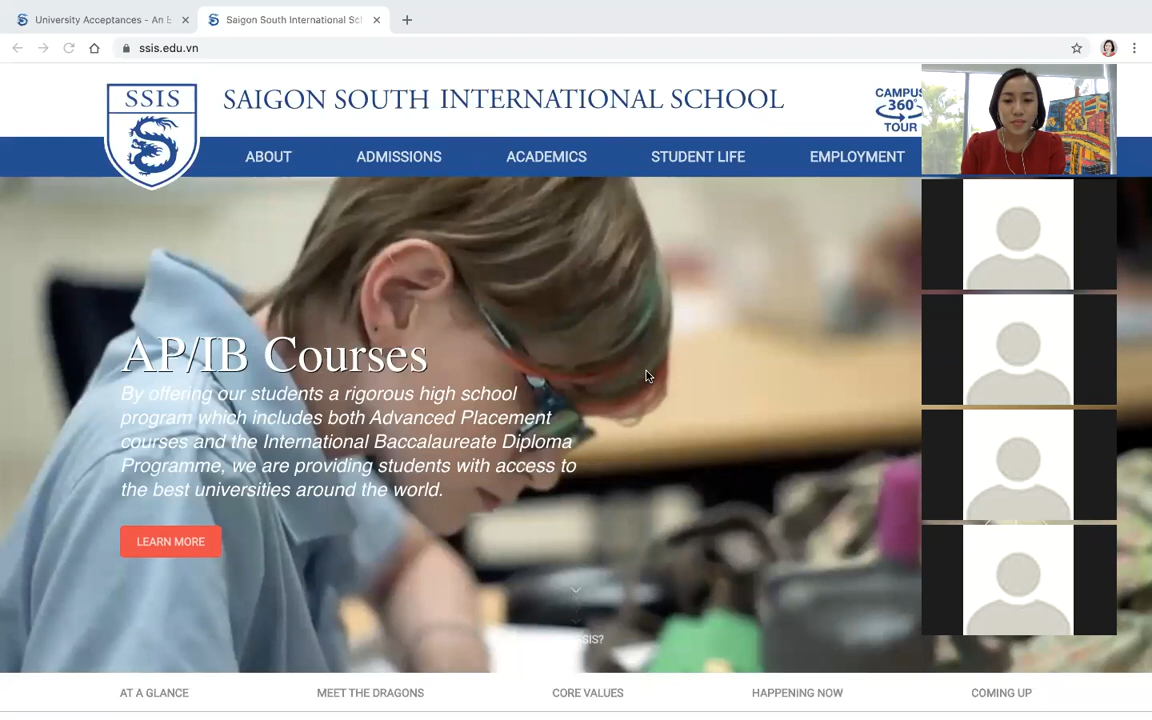 University Acceptances - An E
Saigon South International Sch
ssis.edu.vn
SSIS
SAIGON SOUTH INTERNATIONAL SCHOOL
CAMPUS
360°
TOUR
ABOUT
ADMISSIONS
ACADEMICS
STUDENT LIFE
EMPLOYMENT
AP/IB Courses
By offering our students a rigorous high school
program which includes both Advanced Placement
courses and the International Baccalaureate Diploma
Programme, we are providing students with access to
the best universities around the world.
LEARN MORE
SSIS?
AT A GLANCE
MEET THE DRAGONS
CORE VALUES
HAPPENING NOW
COMING UP